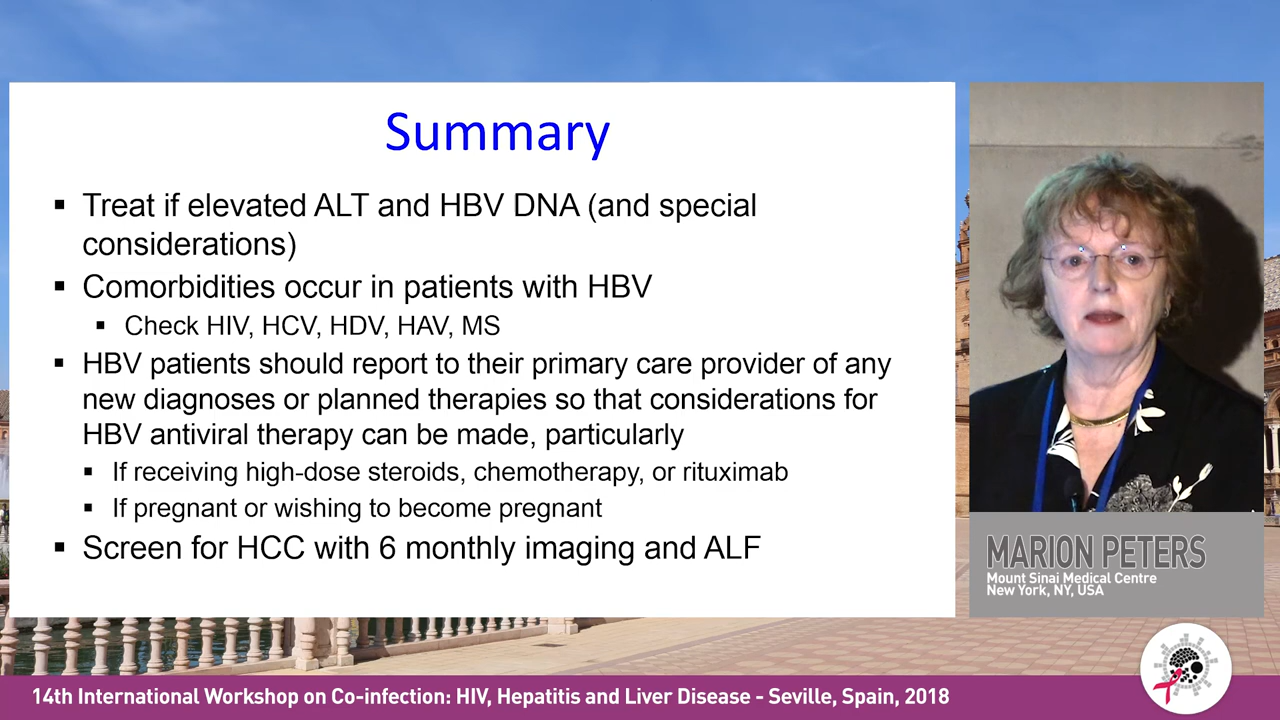 Summary
▪ Treat if elevated ALT and HBV DNA (and special
considerations)
▪ Comorbidities occur in patients with HBV
▪ Check HIV, HCV, HDV, HAV, MS
▪ HBV patients should report to their primary care provider of any
new diagnoses or planned therapies so that considerations for
HBV antiviral therapy can be made, particularly
▪ If receiving high-dose steroids, chemotherapy, or rituximab
▪ If pregnant or wishing to become pregnant
▪ Screen for HCC with 6 monthly imaging and ALF
MARION PETERS
Mount Sinai Medical Centre
New York, NY, USA
14th International Workshop on Co-infection: HIV, Hepatitis and Liver Disease - Seville, Spain, 2018